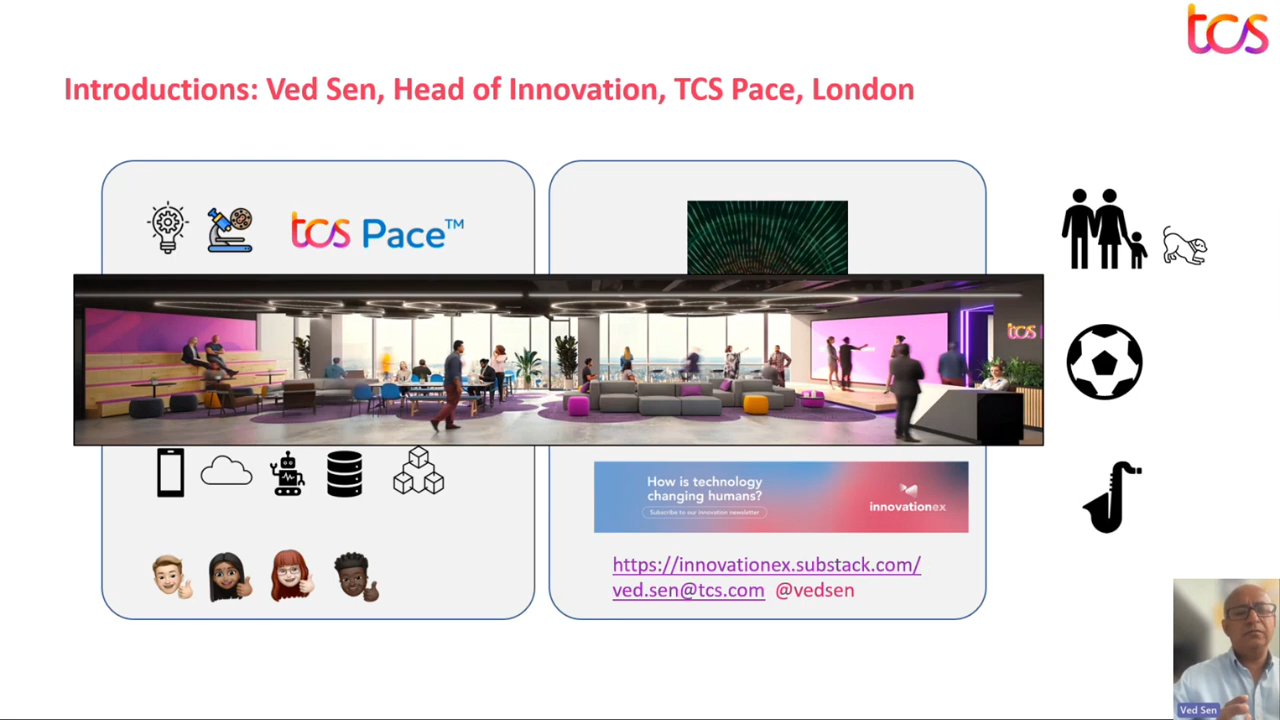 tcs
Introductions: Ved Sen, Head of Innovation, TCS Pace, London
tcs Pace™
tcs
How is technology
changing humans?
Subscribe to our innovation newsletter
innovationex
https://innovationex.substack.com/
ved.sen@tcs.com @vedsen
Ved Sen